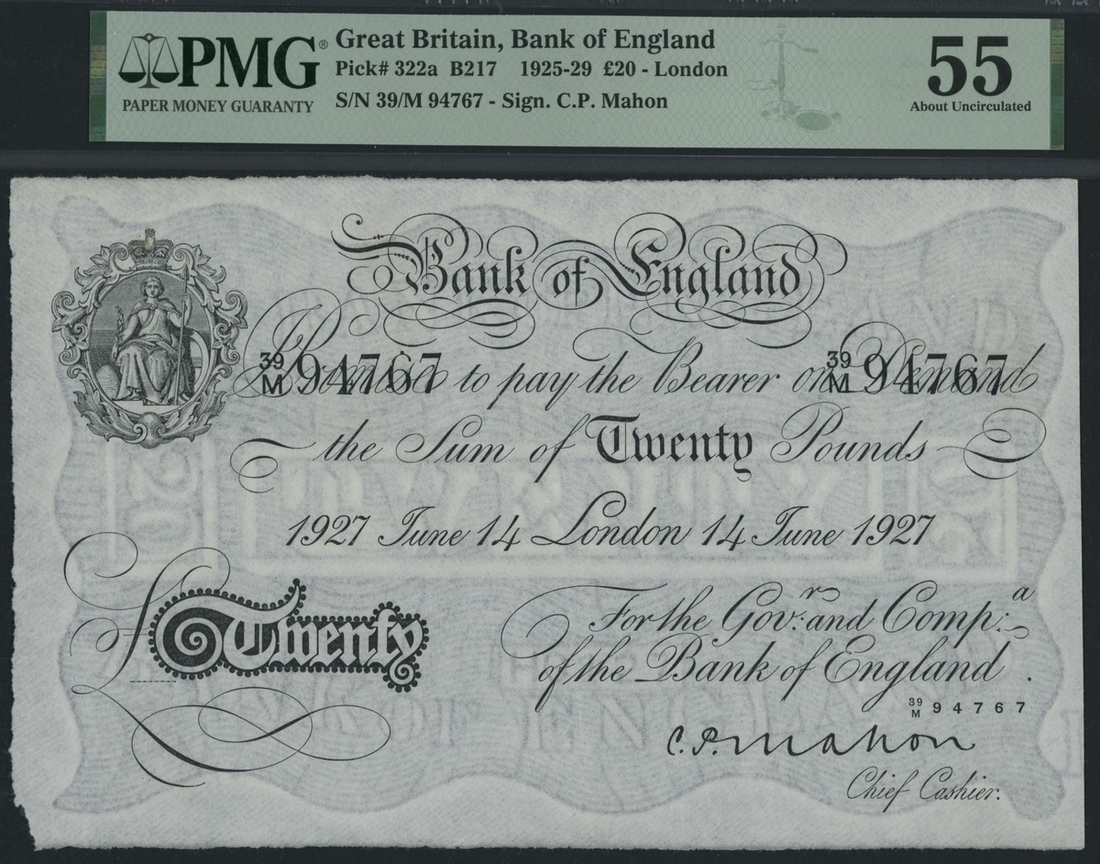 PMG®
PAPER MONEY GUARANTY
Great Britain, Bank of England
Pick# 322a B217 1925-29 £20 - London
S/N 39/M 94767 - Sign. C.P. Mahon
55
About Uncirculated
Bank of England
39/M 94767 39/M 94767
I Promise to pay the Bearer on Demand
the Sum of Twenty Pounds
1927 June 14 London 14 June 1927
£ Twenty
For the Govr: and Compa:
of the Bank of England.
39/M 94767
C.P. Mahon
Chief Cashier.